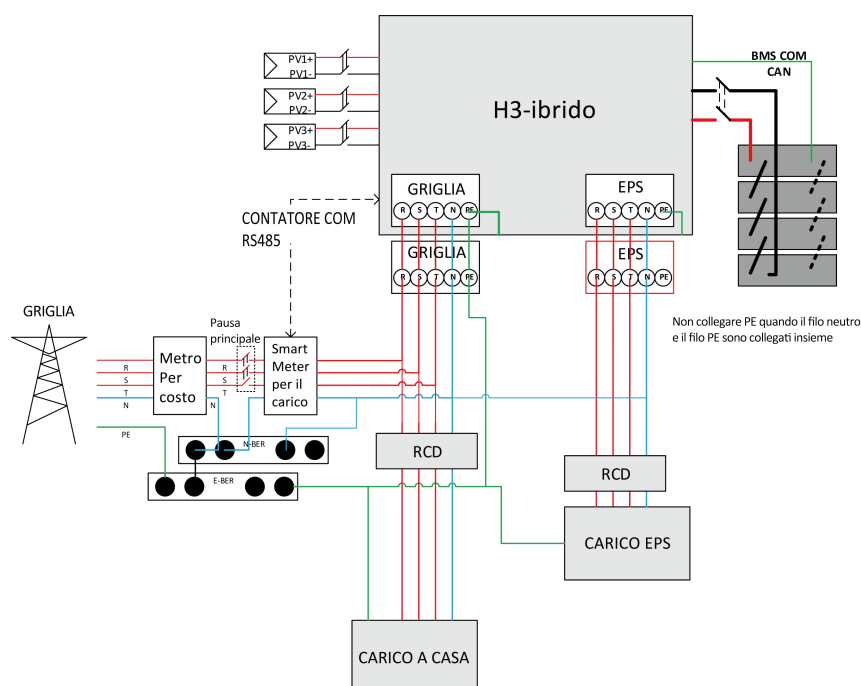 PV1+
PV1-
PV2+
PV2-
PV3+
PV3-
H3-ibrido
BMS COM
CAN
GRIGLIA
R S T N PE
EPS
R S T N PE
CONTATORE COM
RS485
GRIGLIA
R S T N PE
EPS
R S T N PE
Non collegare PE quando il filo neutro
e il filo PE sono collegati insieme
GRIGLIA
Pausa
principale
Metro
Per
costo
Smart
Meter
per il
carico
R
S
T
N
R
S
T
N
PE
N-BER
E-BER
RCD
RCD
CARICO EPS
CARICO A CASA